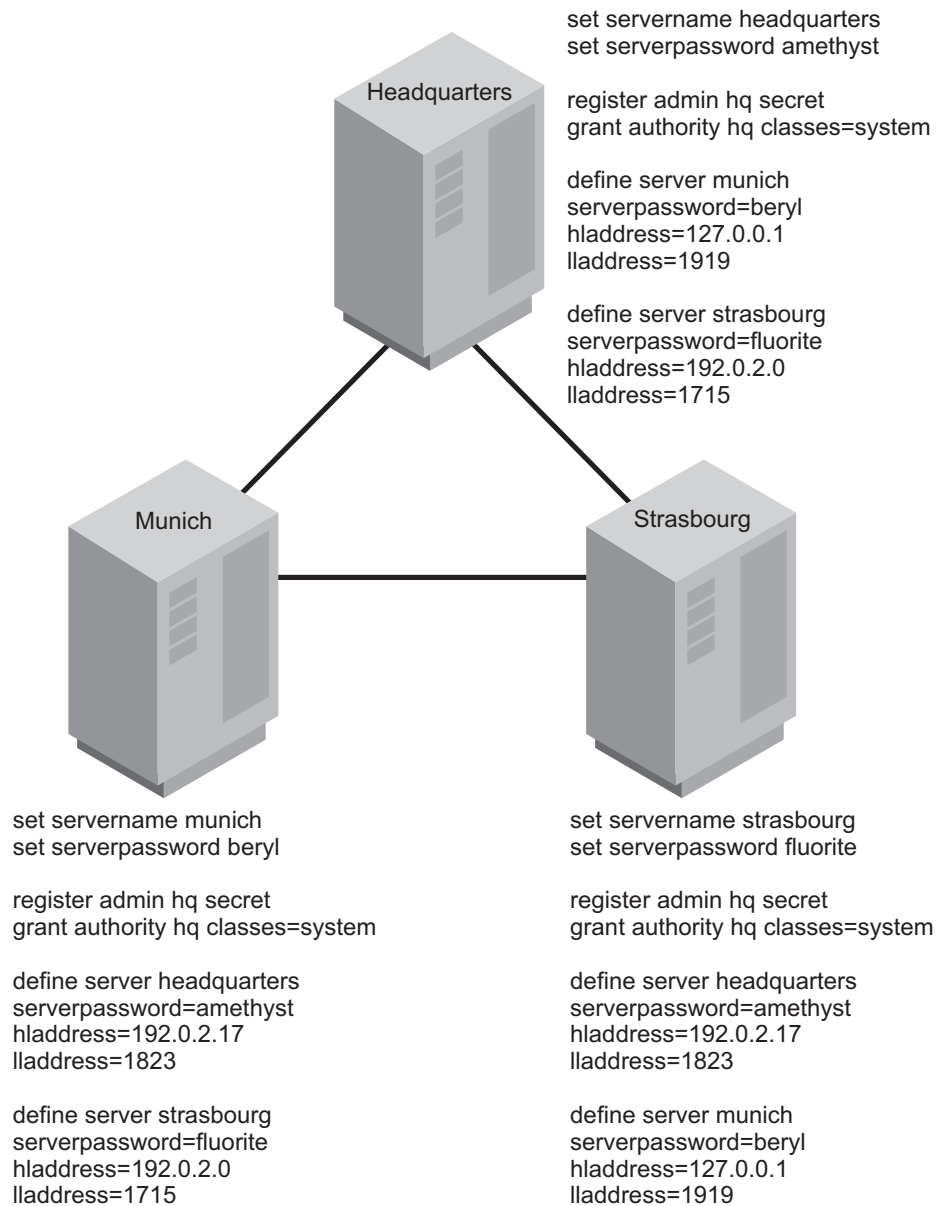 set servername headquarters
set serverpassword amethyst
register admin hq secret
grant authority hq classes=system
define server munich
serverpassword=beryl
hladdress=127.0.0.1
lladdress=1919
define server strasbourg
serverpassword=fluorite
hladdress=192.0.2.0
lladdress=1715
Headquarters
Munich
Strasbourg
set servername munich
set serverpassword beryl
register admin hq secret
grant authority hq classes=system
define server headquarters
serverpassword=amethyst
hladdress=192.0.2.17
lladdress=1823
define server strasbourg
serverpassword=fluorite
hladdress=192.0.2.0
lladdress=1715
set servername strasbourg
set serverpassword fluorite
register admin hq secret
grant authority hq classes=system
define server headquarters
serverpassword=amethyst
hladdress=192.0.2.17
lladdress=1823
define server munich
serverpassword=beryl
hladdress=127.0.0.1
lladdress=1919